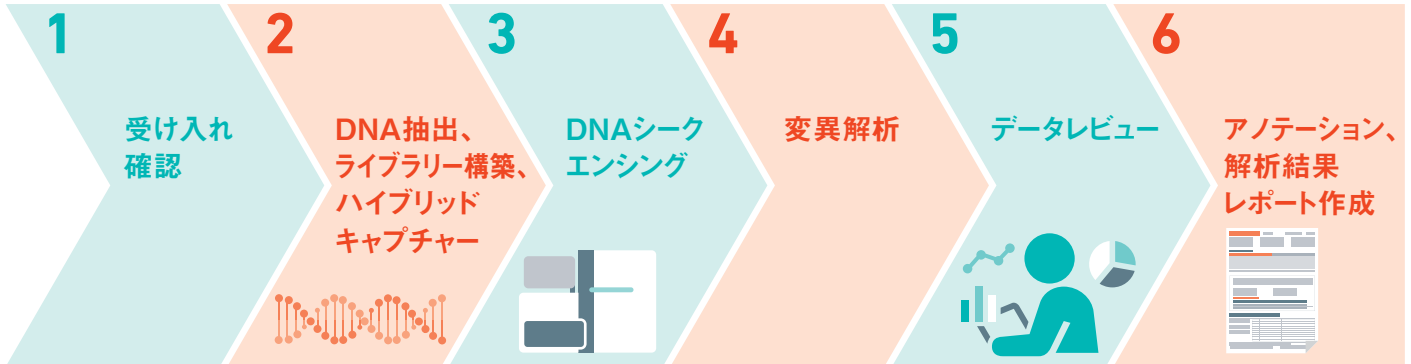 1
受け入れ
確認
2
DNA抽出、
ライブラリー構築、
ハイブリッド
キャプチャー
3
DNAシーク
エンシング
4
変異解析
5
データレビュー
6
アノテーション、
解析結果
レポート作成